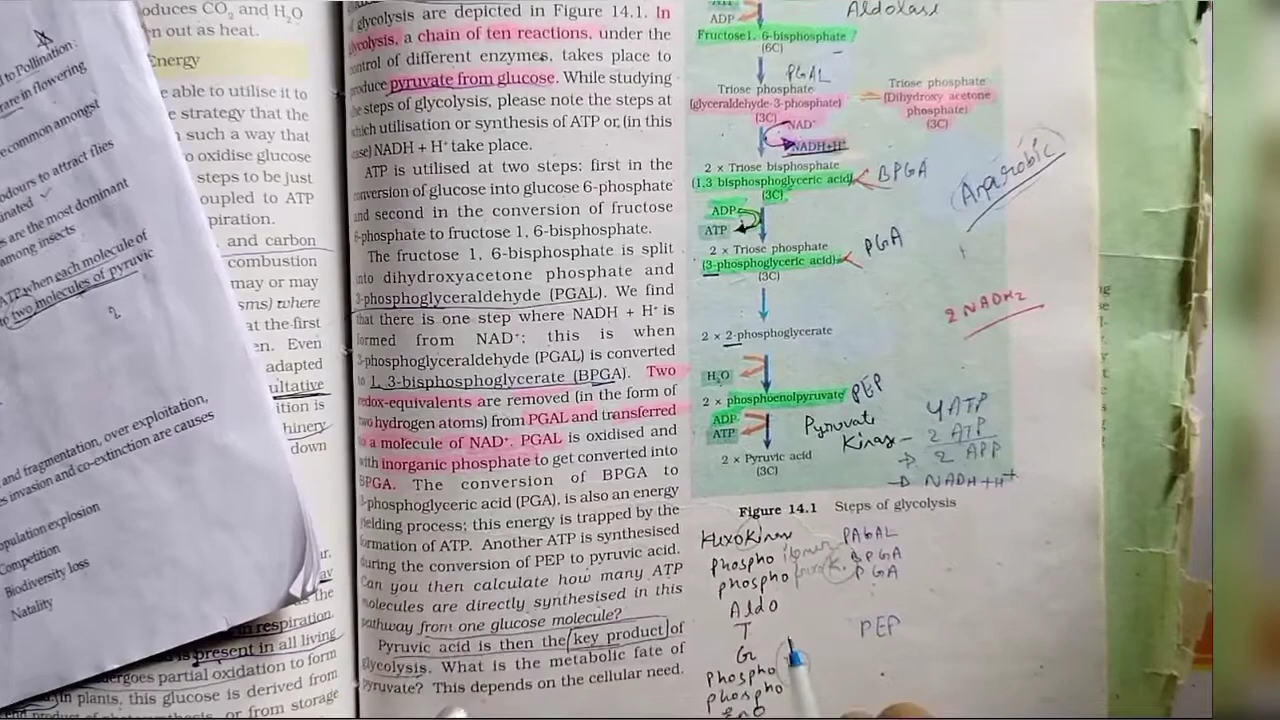 oduces CO₂ and H₂O
n out as heat.
Energy
e able to utilise it to
e strategy that the
such a way that
o oxidise glucose
steps to be just
oupled to ATP
piration.
and carbon
combustion
may or may
sms) where
at the first
en. Even
adapted
ultative
ition is
hinery
down
ur.
av
as the
n respiration.
is present in all living
ergoes partial oxidation to form
in plants, this glucose is derived from
or from storage
d to Pollination:
rare in flowering
e common amongst
odours to attract flies
inated ✓
s are the most dominant
among insects
ATP when each molecule of
to two molecules of pyruvic
2
and fragmentation, over exploitation,
s invasion and co-extinction are causes
opulation explosion
Competition
Biodiversity loss
Natality
glycolysis are depicted in Figure 14.1. In
glycolysis, a chain of ten reactions, under the
control of different enzymes, takes place to
produce pyruvate from glucose. While studying
the steps of glycolysis, please note the steps at
which utilisation or synthesis of ATP or (in this
case) NADH + H⁺ take place.
ATP is utilised at two steps: first in the
conversion of glucose into glucose 6-phosphate
and second in the conversion of fructose
6-phosphate to fructose 1, 6-bisphosphate.
The fructose 1, 6-bisphosphate is split
into dihydroxyacetone phosphate and
3-phosphoglyceraldehyde (PGAL). We find
that there is one step where NADH + H⁺ is
formed from NAD⁺; this is when
3-phosphoglyceraldehyde (PGAL) is converted
to 1, 3-bisphosphoglycerate (BPGA). Two
redox-equivalents are removed (in the form of
two hydrogen atoms) from PGAL and transferred
to a molecule of NAD⁺. PGAL is oxidised and
with inorganic phosphate to get converted into
BPGA. The conversion of BPGA to
3-phosphoglyceric acid (PGA), is also an energy
yielding process; this energy is trapped by the
formation of ATP. Another ATP is synthesised
during the conversion of PEP to pyruvic acid.
Can you then calculate how many ATP
molecules are directly synthesised in this
pathway from one glucose molecule?
Pyruvic acid is then the key product of
glycolysis. What is the metabolic fate of
pyruvate? This depends on the cellular need.
ADP
Aldolase
Fructose1, 6-bisphosphate
(6C)
PGAL
Triose phosphate
(glyceraldehyde-3-phosphate)
(3C)
Triose phosphate
(Dihydroxy acetone
phosphate)
(3C)
NAD⁺
NADH+H⁺
2 × Triose bisphosphate
(1,3 bisphosphoglyceric acid)
(3C)
BPGA
ADP
ATP
2 × Triose phosphate
(3-phosphoglyceric acid)
(3C)
PGA
2 NADH2
2 × 2-phosphoglycerate
H₂O
2 × phosphoenolpyruvate
PEP
ADP
ATP
Pyruvate
Kinas
2 × Pyruvic acid
(3C)
4 ATP
2 ATP
2 APP
→ NADH+H⁺
Figure 14.1 Steps of glycolysis
PAGAL
phospho
BPGA
phospho
PGA
Aldo
T
PEP
G
phospho
phospho
Eno